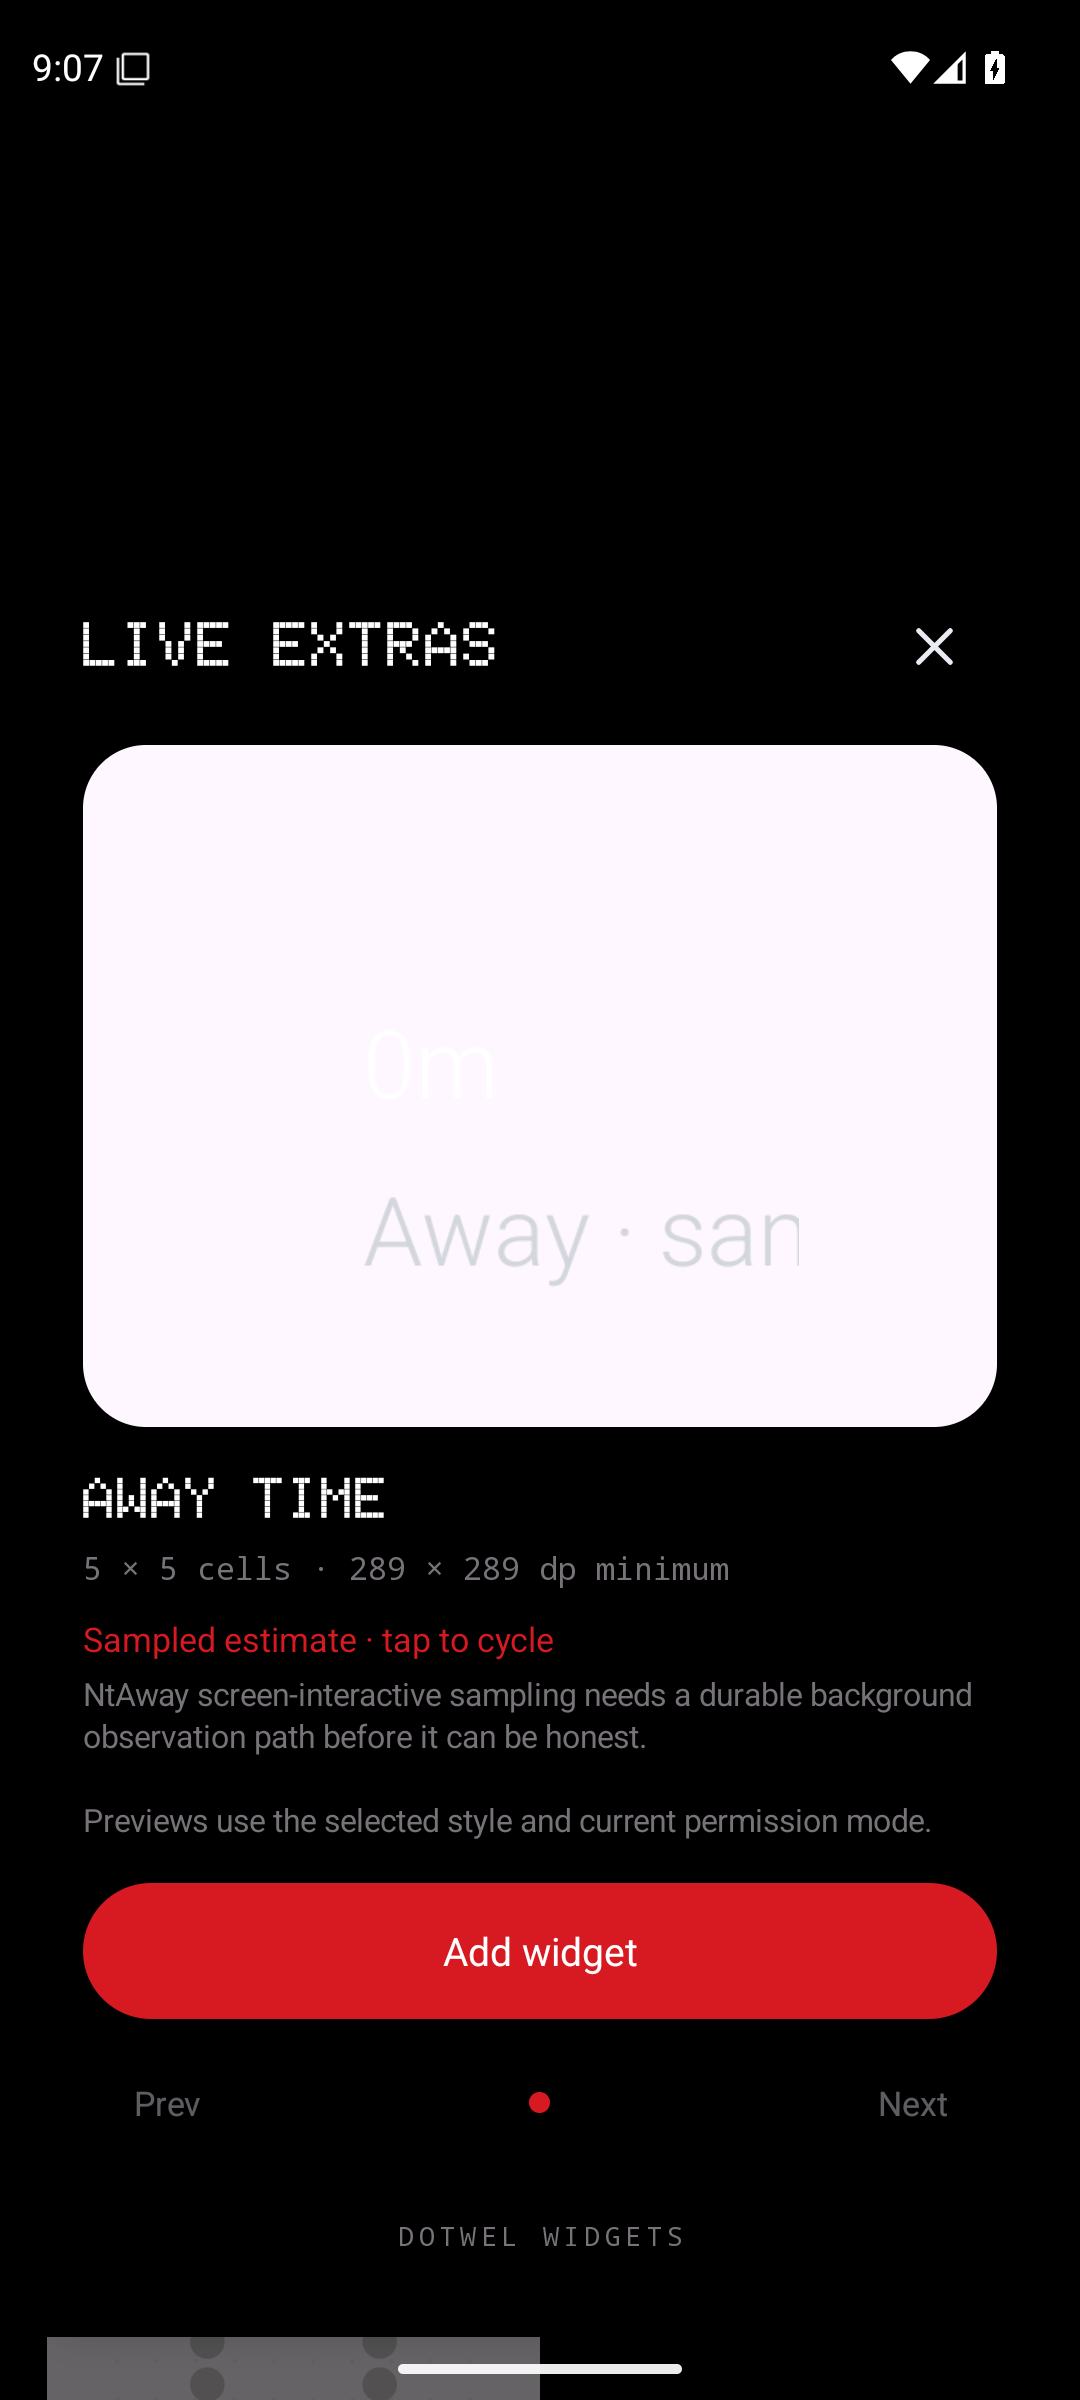 9:07
LIVE EXTRAS
0m
Away · san
AWAY TIME
5 × 5 cells · 289 × 289 dp minimum
Sampled estimate · tap to cycle
NtAway screen-interactive sampling needs a durable background
observation path before it can be honest.
Previews use the selected style and current permission mode.
Add widget
Prev
Next
DOTWEL WIDGETS